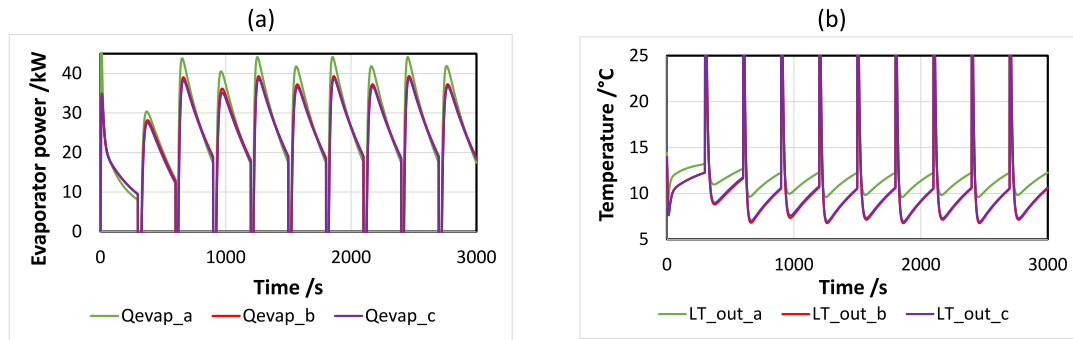 (a)
Evaporator power /kW
40
30
20
10
0
0 1000 2000 3000
Time /s
Qevap_a Qevap_b Qevap_c
(b)
Temperature /°C
25
20
15
10
5
0 1000 2000 3000
Time /s
LT_out_a LT_out_b LT_out_c